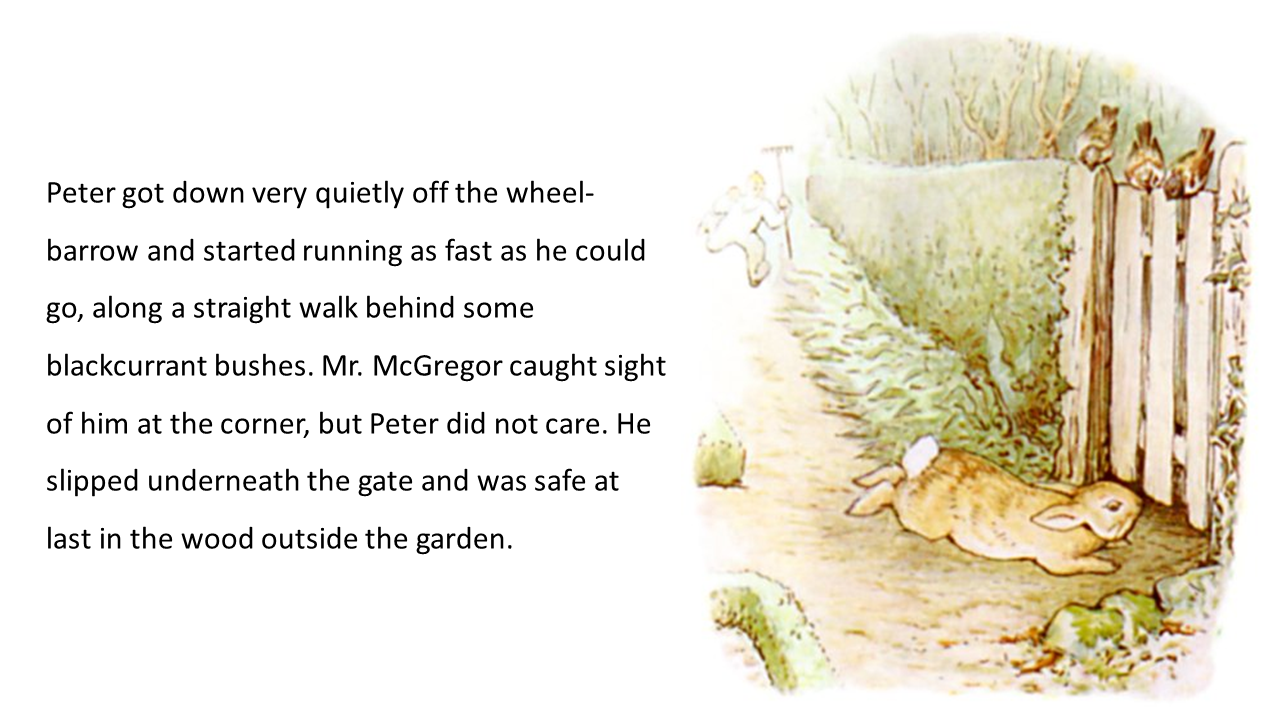 Peter got down very quietly off the wheel-
barrow and started running as fast as he could
go, along a straight walk behind some
blackcurrant bushes. Mr. McGregor caught sight
of him at the corner, but Peter did not care. He
slipped underneath the gate and was safe at
last in the wood outside the garden.